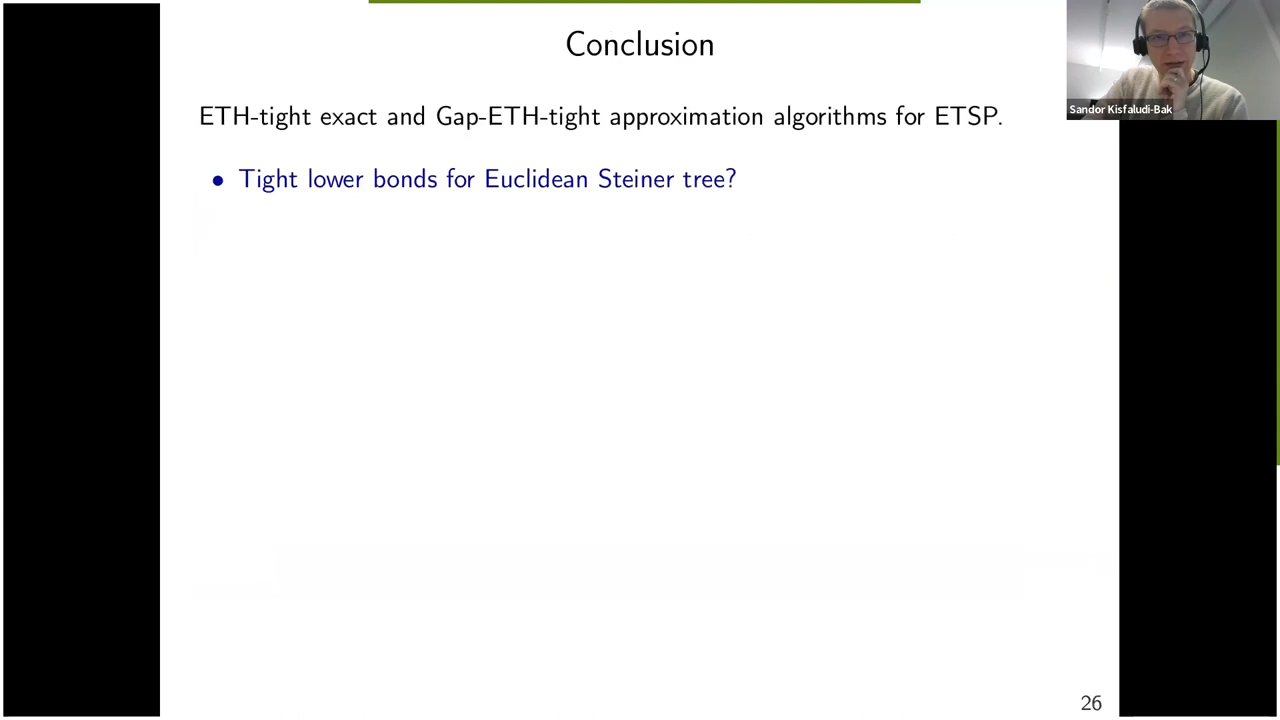 Conclusion
Sandor Kisfaludi-Bak
ETH-tight exact and Gap-ETH-tight approximation algorithms for ETSP.
• Tight lower bonds for Euclidean Steiner tree?
26